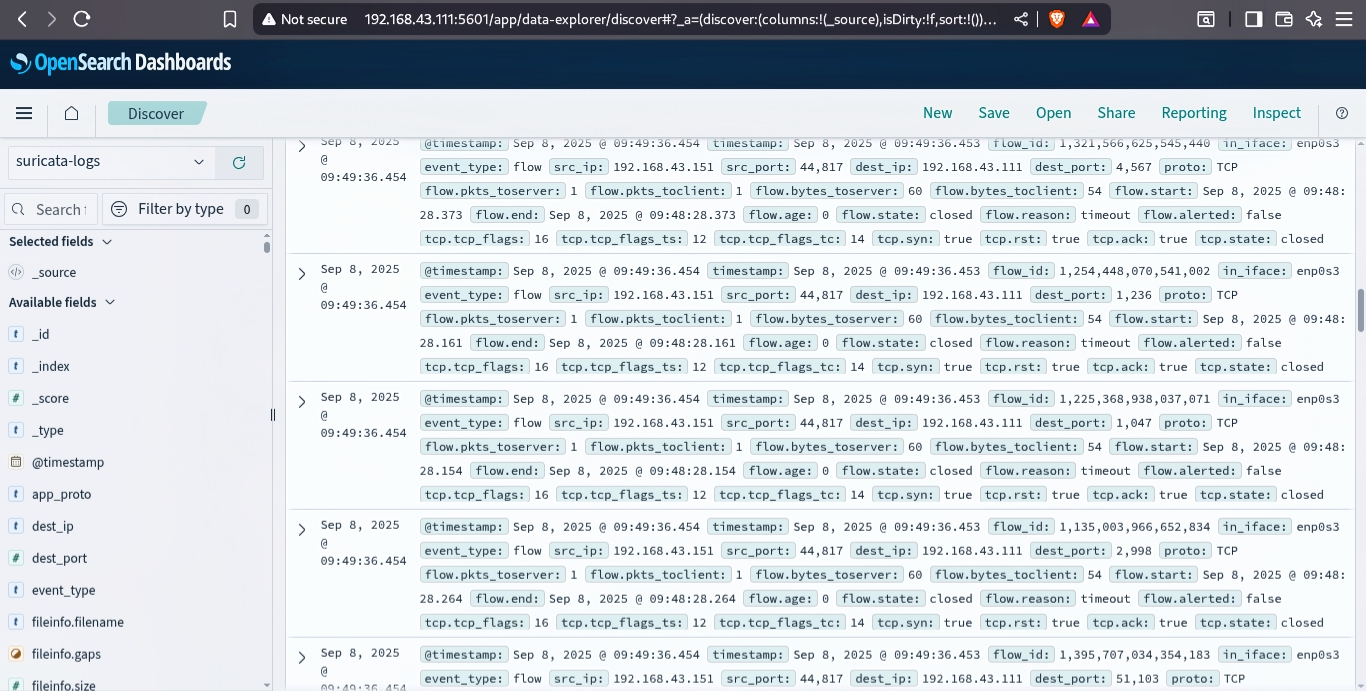 Not secure 192.168.43.111:5601/app/data-explorer/discover#?_a=(discover:(columns:!(_source),isDirty:!f,sort:!())...
OpenSearch Dashboards
Discover New Save Open Share Reporting Inspect
suricata-logs
Search f Filter by type 0
Selected fields
_source
Available fields
_id
_index
_score
_type
@timestamp
app_proto
dest_ip
dest_port
event_type
fileinfo.filename
fileinfo.gaps
fileinfo.size
Sep 8, 2025
@
09:49:36.454
@timestamp: Sep 8, 2025 @ 09:49:36.454 timestamp: Sep 8, 2025 @ 09:49:36.453 flow_id: 1,321,566,625,545,440 in_iface: enp0s3
event_type: flow src_ip: 192.168.43.151 src_port: 44,817 dest_ip: 192.168.43.111 dest_port: 4,567 proto: TCP
flow.pkts_toserver: 1 flow.pkts_toclient: 1 flow.bytes_toserver: 60 flow.bytes_toclient: 54 flow.start: Sep 8, 2025 @ 09:48:
28.373 flow.end: Sep 8, 2025 @ 09:48:28.373 flow.age: 0 flow.state: closed flow.reason: timeout flow.alerted: false
tcp.tcp_flags: 16 tcp.tcp_flags_ts: 12 tcp.tcp_flags_tc: 14 tcp.syn: true tcp.rst: true tcp.ack: true tcp.state: closed
Sep 8, 2025
@
09:49:36.454
@timestamp: Sep 8, 2025 @ 09:49:36.454 timestamp: Sep 8, 2025 @ 09:49:36.453 flow_id: 1,254,448,070,541,002 in_iface: enp0s3
event_type: flow src_ip: 192.168.43.151 src_port: 44,817 dest_ip: 192.168.43.111 dest_port: 1,236 proto: TCP
flow.pkts_toserver: 1 flow.pkts_toclient: 1 flow.bytes_toserver: 60 flow.bytes_toclient: 54 flow.start: Sep 8, 2025 @ 09:48:
28.161 flow.end: Sep 8, 2025 @ 09:48:28.161 flow.age: 0 flow.state: closed flow.reason: timeout flow.alerted: false
tcp.tcp_flags: 16 tcp.tcp_flags_ts: 12 tcp.tcp_flags_tc: 14 tcp.syn: true tcp.rst: true tcp.ack: true tcp.state: closed
Sep 8, 2025
@
09:49:36.454
@timestamp: Sep 8, 2025 @ 09:49:36.454 timestamp: Sep 8, 2025 @ 09:49:36.453 flow_id: 1,225,368,938,037,071 in_iface: enp0s3
event_type: flow src_ip: 192.168.43.151 src_port: 44,817 dest_ip: 192.168.43.111 dest_port: 1,047 proto: TCP
flow.pkts_toserver: 1 flow.pkts_toclient: 1 flow.bytes_toserver: 60 flow.bytes_toclient: 54 flow.start: Sep 8, 2025 @ 09:48:
28.154 flow.end: Sep 8, 2025 @ 09:48:28.154 flow.age: 0 flow.state: closed flow.reason: timeout flow.alerted: false
tcp.tcp_flags: 16 tcp.tcp_flags_ts: 12 tcp.tcp_flags_tc: 14 tcp.syn: true tcp.rst: true tcp.ack: true tcp.state: closed
Sep 8, 2025
@
09:49:36.454
@timestamp: Sep 8, 2025 @ 09:49:36.454 timestamp: Sep 8, 2025 @ 09:49:36.453 flow_id: 1,135,003,966,652,834 in_iface: enp0s3
event_type: flow src_ip: 192.168.43.151 src_port: 44,817 dest_ip: 192.168.43.111 dest_port: 2,998 proto: TCP
flow.pkts_toserver: 1 flow.pkts_toclient: 1 flow.bytes_toserver: 60 flow.bytes_toclient: 54 flow.start: Sep 8, 2025 @ 09:48:
28.264 flow.end: Sep 8, 2025 @ 09:48:28.264 flow.age: 0 flow.state: closed flow.reason: timeout flow.alerted: false
tcp.tcp_flags: 16 tcp.tcp_flags_ts: 12 tcp.tcp_flags_tc: 14 tcp.syn: true tcp.rst: true tcp.ack: true tcp.state: closed
Sep 8, 2025
@
09:49:36.454
@timestamp: Sep 8, 2025 @ 09:49:36.454 timestamp: Sep 8, 2025 @ 09:49:36.453 flow_id: 1,395,707,034,354,183 in_iface: enp0s3
event_type: flow src_ip: 192.168.43.151 src_port: 44,817 dest_ip: 192.168.43.111 dest_port: 51,103 proto: TCP